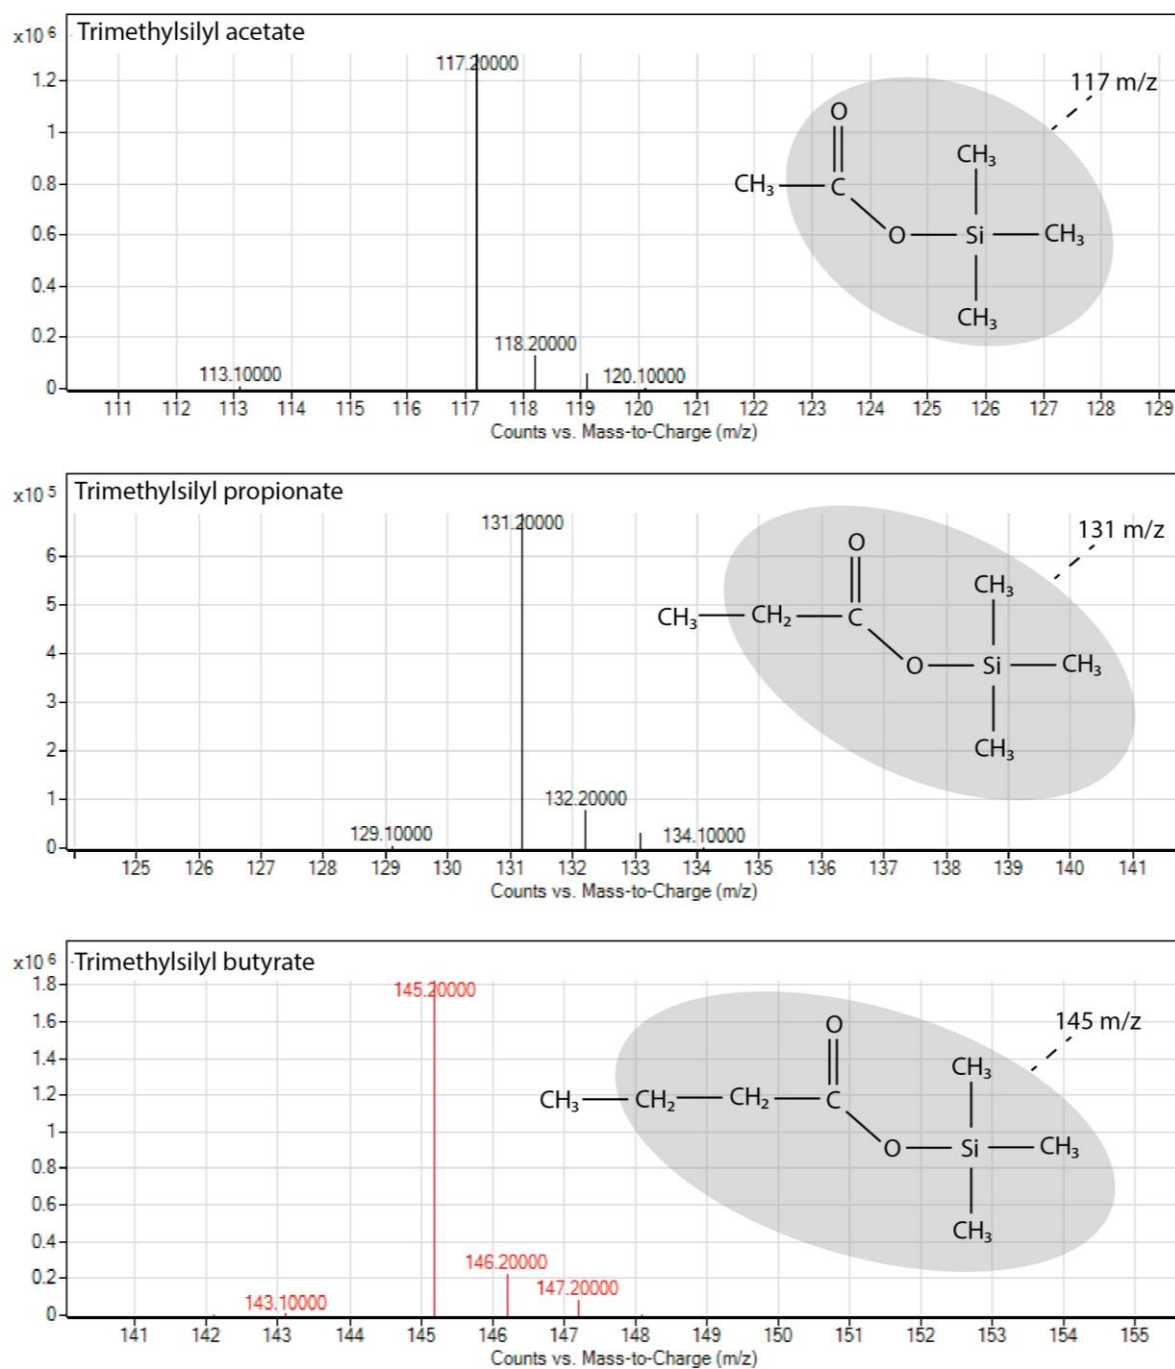 x10 6
Trimethylsilyl acetate
117.20000
1.2
1
0.8
0.6
0.4
0.2
0
113.10000
118.20000
120.10000
117 m/z
O
CH₃
CH₃
C
O
Si
CH₃
CH₃
111 112 113 114 115 116 117 118 119 120 121 122 123 124 125 126 127 128 129
Counts vs. Mass-to-Charge (m/z)
x10 5
Trimethylsilyl propionate
131.20000
6
5
4
3
2
1
0
129.10000
132.20000
134.10000
131 m/z
O
CH₃
CH₃
CH₂
C
O
Si
CH₃
CH₃
125 126 127 128 129 130 131 132 133 134 135 136 137 138 139 140 141
Counts vs. Mass-to-Charge (m/z)
x10 6
Trimethylsilyl butyrate
145.20000
1.8
1.6
1.4
1.2
1
0.8
0.6
0.4
0.2
0
143.10000
146.20000
147.20000
145 m/z
O
CH₃
CH₃
CH₂
CH₂
C
O
Si
CH₃
CH₃
141 142 143 144 145 146 147 148 149 150 151 152 153 154 155
Counts vs. Mass-to-Charge (m/z)